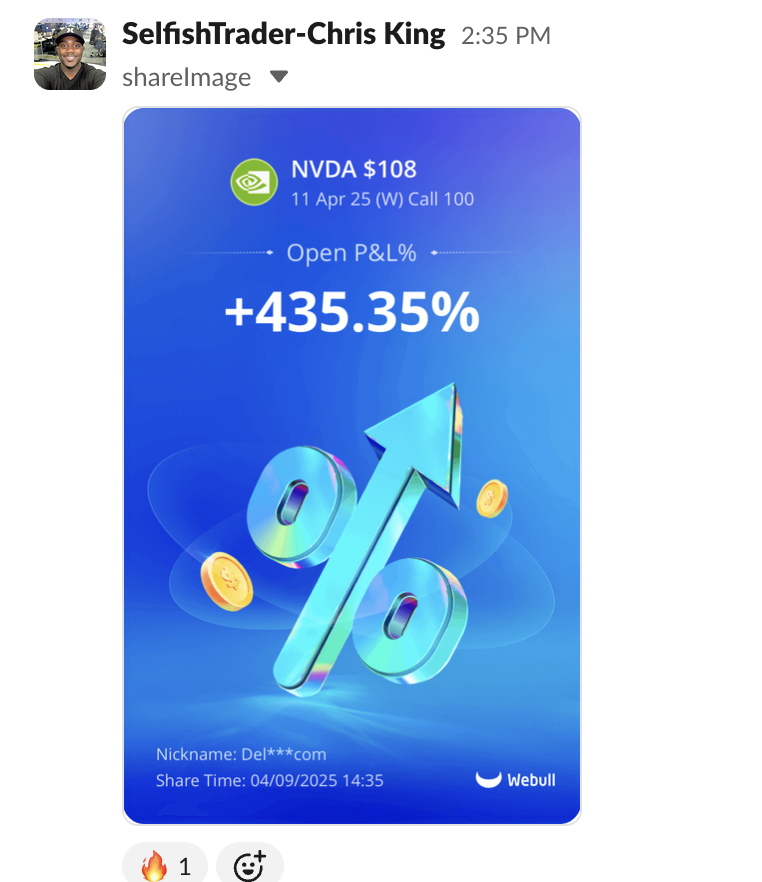 SelfishTrader-Chris King 2:35 PM
shareImage
NVDA $108
11 Apr 25 (W) Call 100
Open P&L%
+435.35%
Nickname: Del***com
Share Time: 04/09/2025 14:35
Webull
1